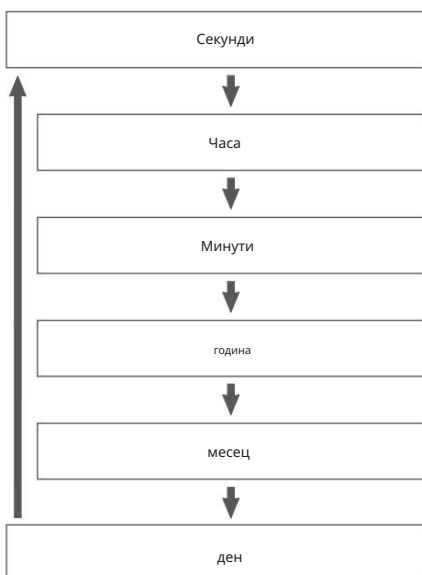 Секунди
Часа
Минути
година
месец
ден